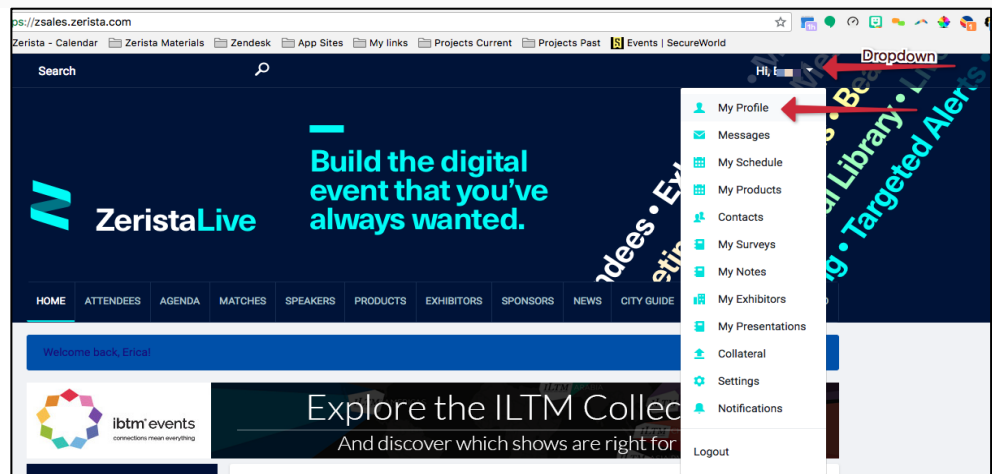 ps://zsales.zerista.com
Zerista - Calendar Zerista Materials Zendesk App Sites My links Projects Current Projects Past Events | SecureWorld
Search
Hi,
Dropdown
My Profile
Messages
My Schedule
My Products
Contacts
My Surveys
My Notes
My Exhibitors
My Presentations
Collateral
Settings
Notifications
Logout
Build the digital
event that you've
always wanted.
ZeristaLive
Library • Live
Targeted Alerts
HOME ATTENDEES AGENDA MATCHES SPEAKERS PRODUCTS EXHIBITORS SPONSORS NEWS CITY GUIDE
Welcome back, Erica!
ibtm events
connections mean everything
Explore the ILTM Collec
And discover which shows are right for